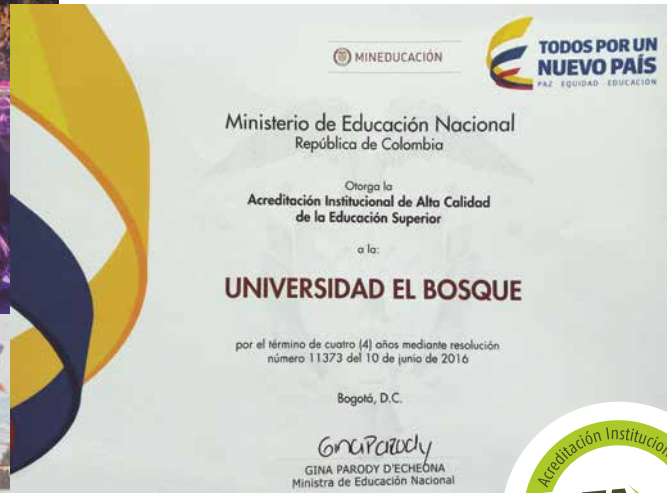 MINEDUCACIÓN
TODOS POR UN
NUEVO PAÍS
PAZ EQUIDAD EDUCACIÓN
Ministerio de Educación Nacional
República de Colombia
Otorga la
Acreditación Institucional de Alta Calidad
de la Educación Superior
a la:
UNIVERSIDAD EL BOSQUE
por el término de cuatro (4) años mediante resolución
número 11373 del 10 de junio de 2016
Bogotá, D.C.
Gina Parody
GINA PARODY D'ECHEONA
Ministra de Educación Nacional
Acreditación Institucion